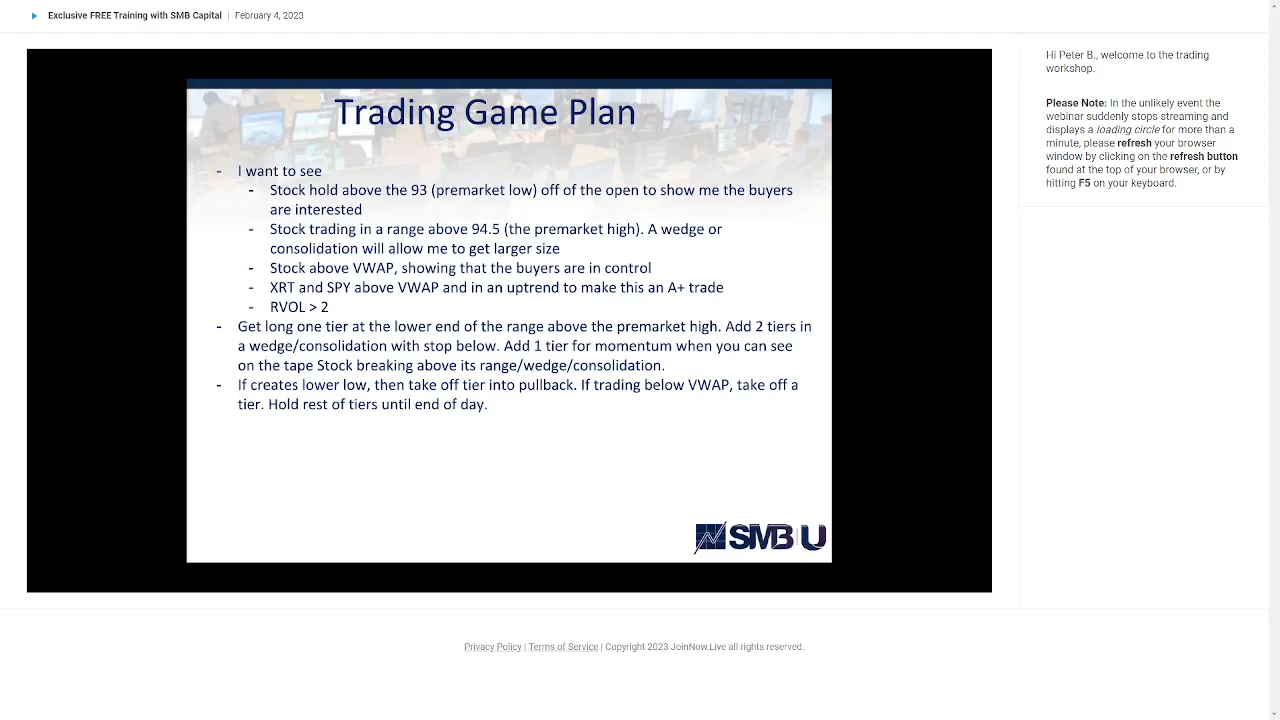 Exclusive FREE Training with SMB Capital | February 4, 2023
Trading Game Plan
- I want to see
- Stock hold above the 93 (premarket low) off of the open to show me the buyers
are interested
- Stock trading in a range above 94.5 (the premarket high). A wedge or
consolidation will allow me to get larger size
- Stock above VWAP, showing that the buyers are in control
- XRT and SPY above VWAP and in an uptrend to make this an A+ trade
- RVOL > 2
- Get long one tier at the lower end of the range above the premarket high. Add 2 tiers in
a wedge/consolidation with stop below. Add 1 tier for momentum when you can see
on the tape Stock breaking above its range/wedge/consolidation.
- If creates lower low, then take off tier into pullback. If trading below VWAP, take off a
tier. Hold rest of tiers until end of day.
SMB U
Hi Peter B., welcome to the trading
workshop.
Please Note: In the unlikely event the
webinar suddenly stops streaming and
displays a loading circle for more than a
minute, please refresh your browser
window by clicking on the refresh button
found at the top of your browser, or by
hitting F5 on your keyboard.
Privacy Policy | Terms of Service | Copyright 2023 JoinNow.Live all rights reserved.